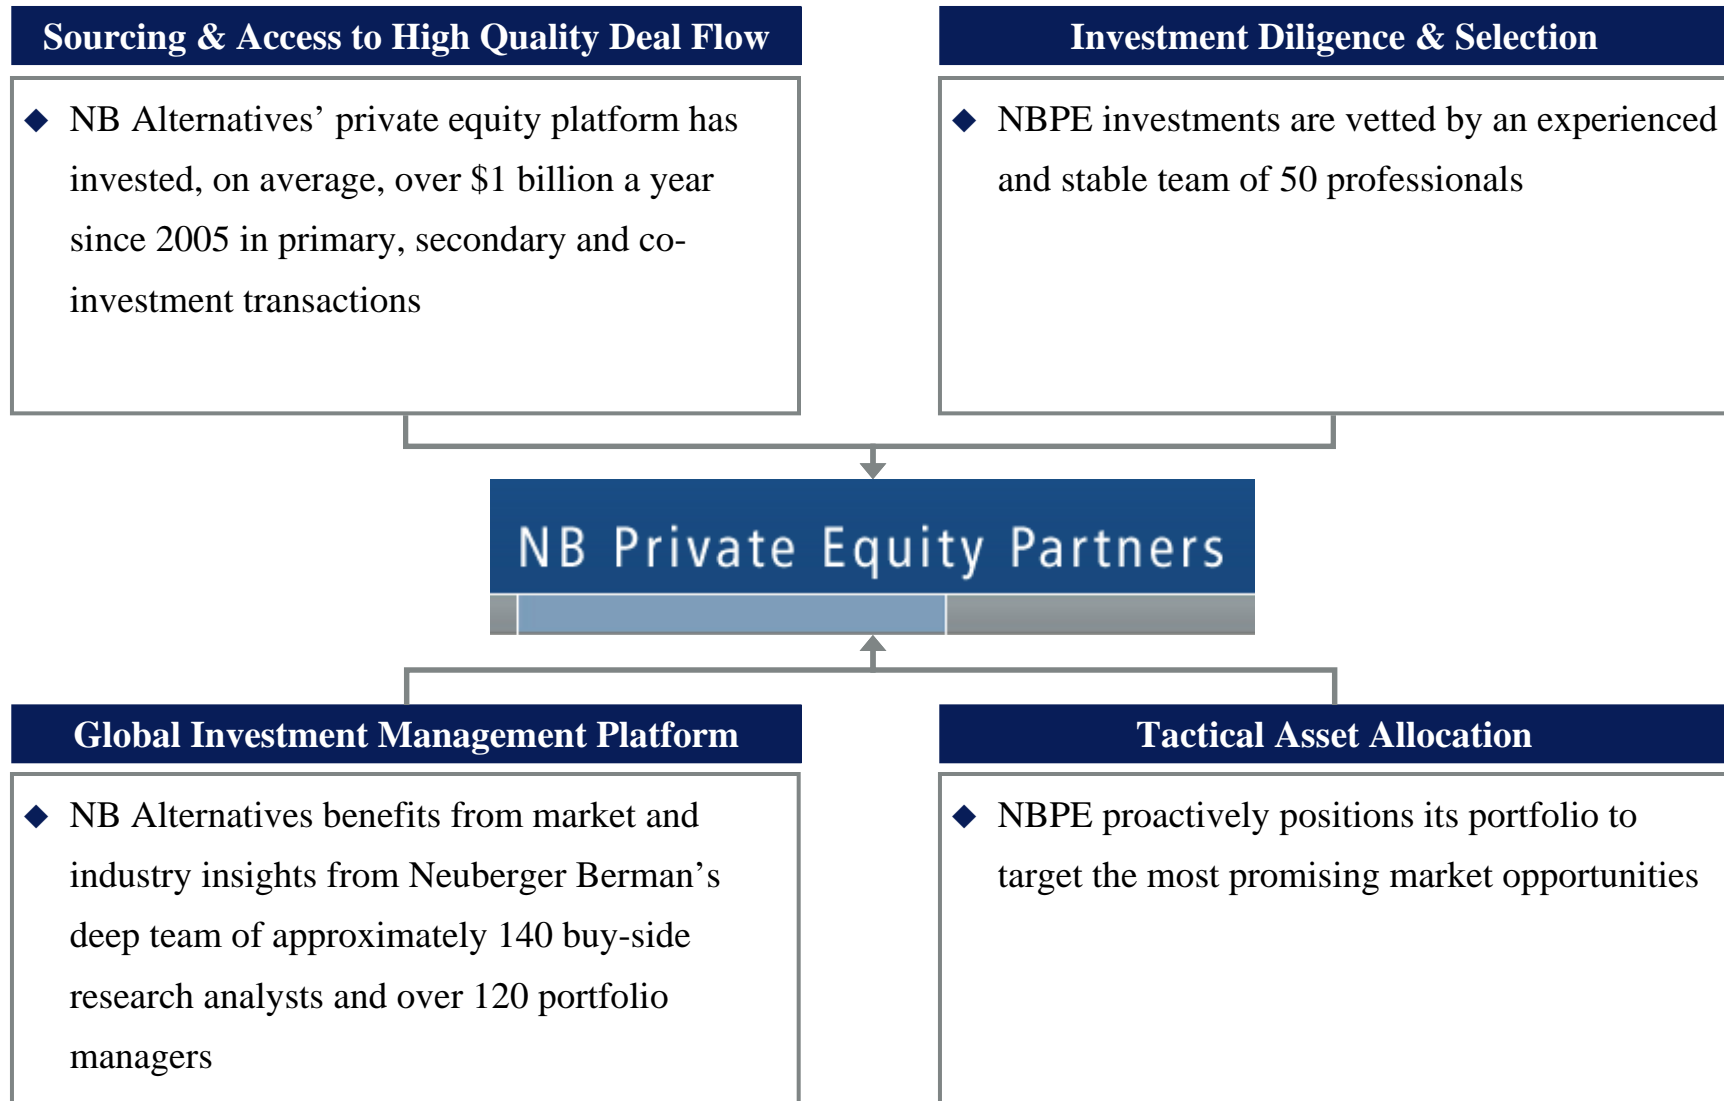 Sourcing & Access to High Quality Deal Flow
◆ NB Alternatives’ private equity platform has
invested, on average, over $1 billion a year
since 2005 in primary, secondary and co-
investment transactions
Investment Diligence & Selection
◆ NBPE investments are vetted by an experienced
and stable team of 50 professionals
NB Private Equity Partners
Global Investment Management Platform
◆ NB Alternatives benefits from market and
industry insights from Neuberger Berman’s
deep team of approximately 140 buy-side
research analysts and over 120 portfolio
managers
Tactical Asset Allocation
◆ NBPE proactively positions its portfolio to
target the most promising market opportunities